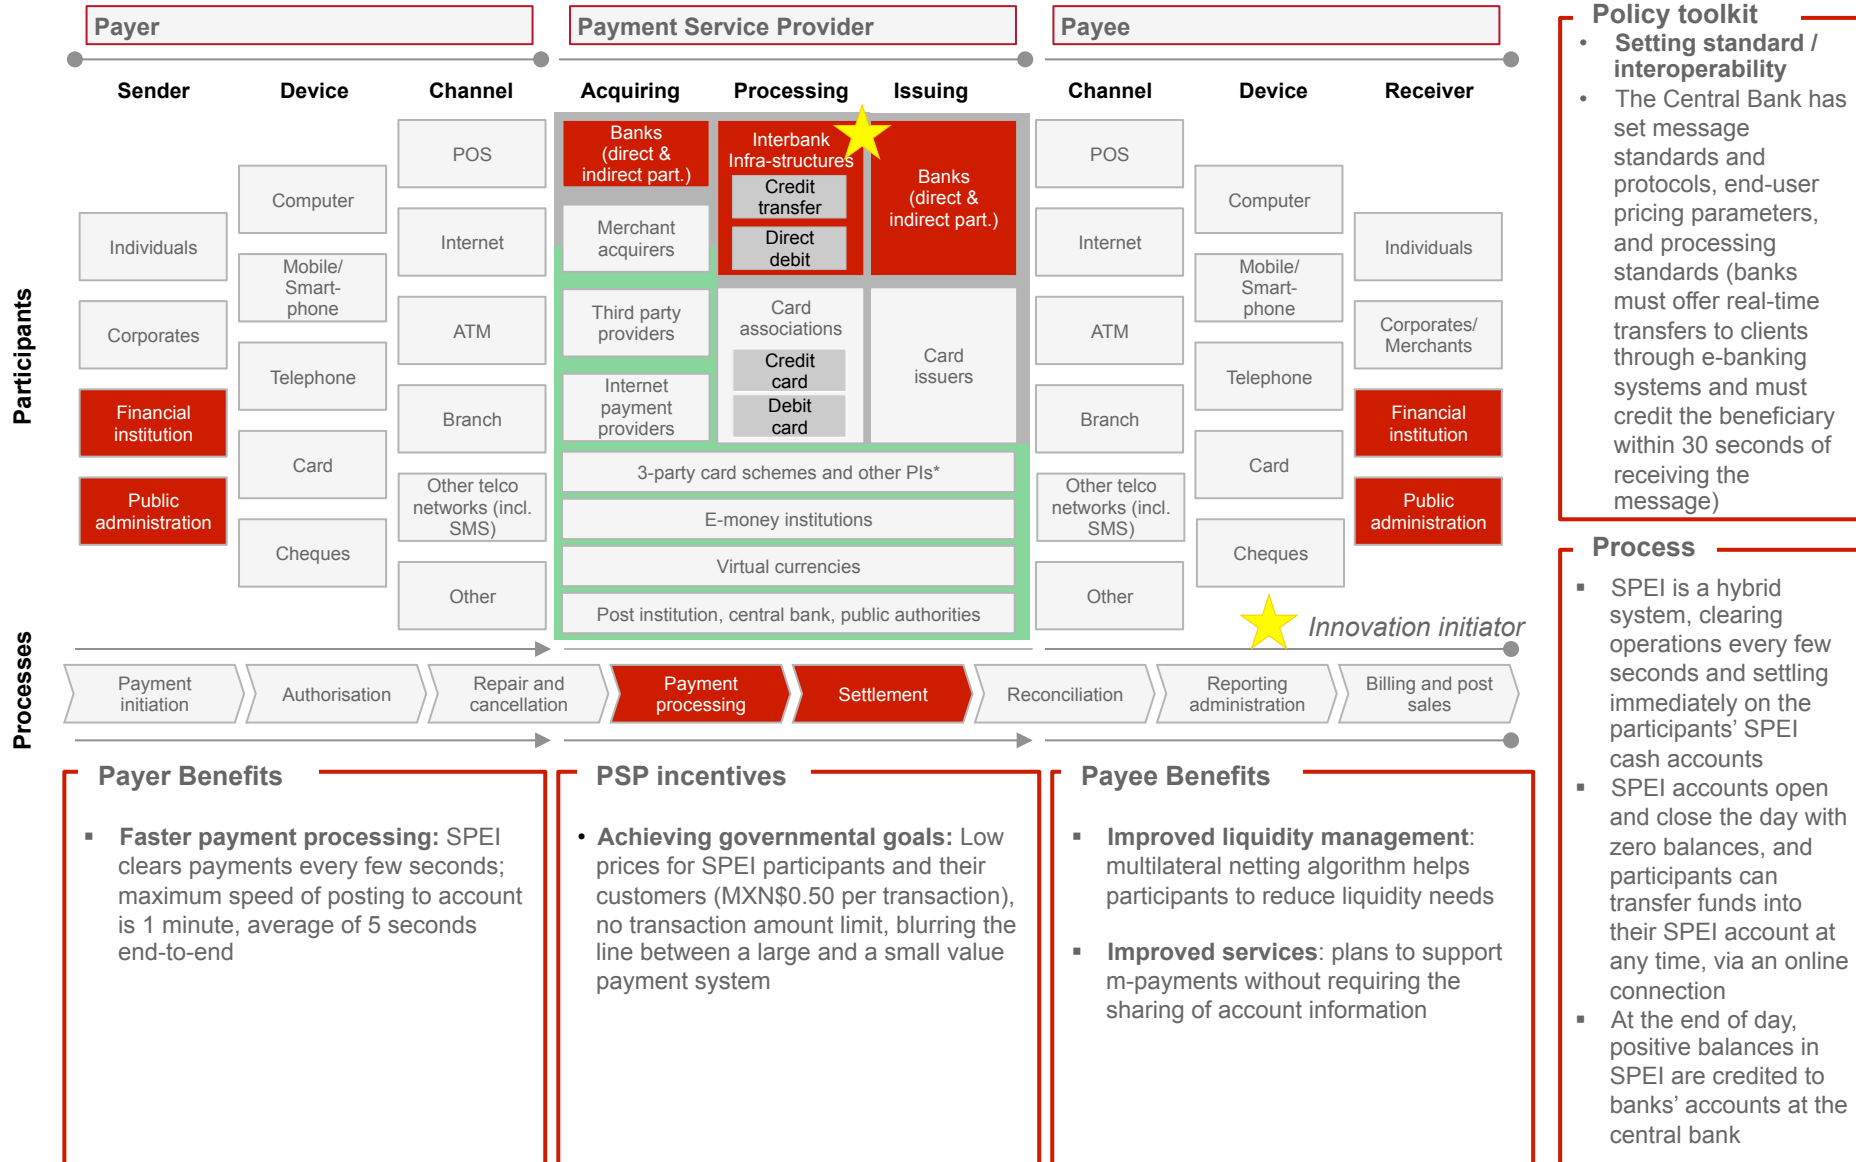 Payer
Payment Service Provider
Payee
Sender
Device
Channel
Acquiring
Processing
Issuing
Channel
Device
Receiver
Participants
Individuals
Corporates
Financial
institution
Public
administration
Computer
Mobile/
Smart-
phone
Telephone
Card
Cheques
POS
Internet
ATM
Branch
Other telco
networks (incl.
SMS)
Other
Banks
(direct &
indirect part.)
Merchant
acquirers
Third party
providers
Internet
payment
providers
Interbank
Infra-structures
Credit
transfer
Direct
debit
Card
associations
Credit
card
Debit
card
Banks
(direct &
indirect part.)
Card
issuers
3-party card schemes and other PIs*
E-money institutions
Virtual currencies
Post institution, central bank, public authorities
POS
Internet
ATM
Branch
Other telco
networks (incl.
SMS)
Other
Computer
Mobile/
Smart-
phone
Telephone
Card
Cheques
Individuals
Corporates/
Merchants
Financial
institution
Public
administration
Innovation initiator
Processes
Payment
initiation
Authorisation
Repair and
cancellation
Payment
processing
Settlement
Reconciliation
Reporting
administration
Billing and post
sales
Payer Benefits
▪ Faster payment processing: SPEI
clears payments every few seconds;
maximum speed of posting to account
is 1 minute, average of 5 seconds
end-to-end
PSP incentives
• Achieving governmental goals: Low
prices for SPEI participants and their
customers (MXN$0.50 per transaction),
no transaction amount limit, blurring the
line between a large and a small value
payment system
Payee Benefits
▪ Improved liquidity management:
multilateral netting algorithm helps
participants to reduce liquidity needs
▪ Improved services: plans to support
m-payments without requiring the
sharing of account information
Policy toolkit
• Setting standard /
interoperability
• The Central Bank has
set message
standards and
protocols, end-user
pricing parameters,
and processing
standards (banks
must offer real-time
transfers to clients
through e-banking
systems and must
credit the beneficiary
within 30 seconds of
receiving the
message)
Process
▪ SPEI is a hybrid
system, clearing
operations every few
seconds and settling
immediately on the
participants’ SPEI
cash accounts
▪ SPEI accounts open
and close the day with
zero balances, and
participants can
transfer funds into
their SPEI account at
any time, via an online
connection
▪ At the end of day,
positive balances in
SPEI are credited to
banks’ accounts at the
central bank